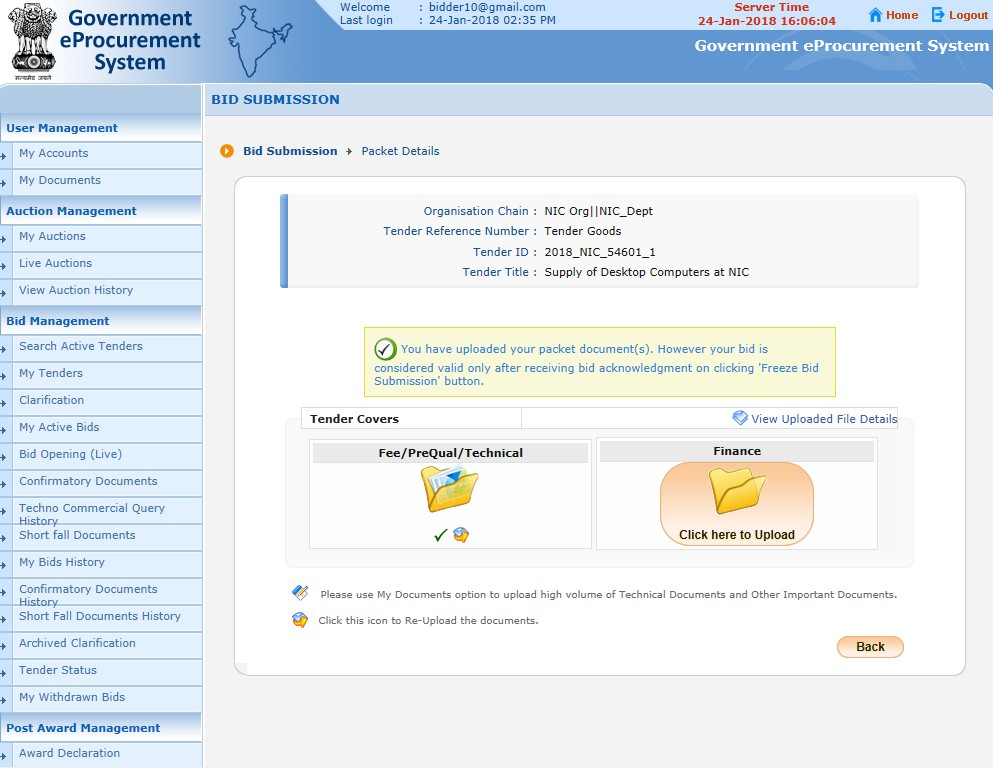 Government
eProcurement
System
सत्यमेव जयते
Welcome : bidder10@gmail.com
Last login : 24-Jan-2018 02:35 PM
Server Time
24-Jan-2018 16:06:04
Home
Logout
Government eProcurement System
BID SUBMISSION
User Management
My Accounts
My Documents
Auction Management
My Auctions
Live Auctions
View Auction History
Bid Management
Search Active Tenders
My Tenders
Clarification
My Active Bids
Bid Opening (Live)
Confirmatory Documents
Techno Commercial Query
History
Short fall Documents
My Bids History
Confirmatory Documents
History
Short Fall Documents History
Archived Clarification
Tender Status
My Withdrawn Bids
Post Award Management
Award Declaration
Bid Submission Packet Details
Organisation Chain : NIC Org||NIC_Dept
Tender Reference Number : Tender Goods
Tender ID : 2018_NIC_54601_1
Tender Title : Supply of Desktop Computers at NIC
You have uploaded your packet document(s). However your bid is
considered valid only after receiving bid acknowledgment on clicking 'Freeze Bid
Submission' button.
Tender Covers
View Uploaded File Details
Fee/PreQual/Technical
Finance
Click here to Upload
Please use My Documents option to upload high volume of Technical Documents and Other Important Documents.
Click this icon to Re-Upload the documents.
Back